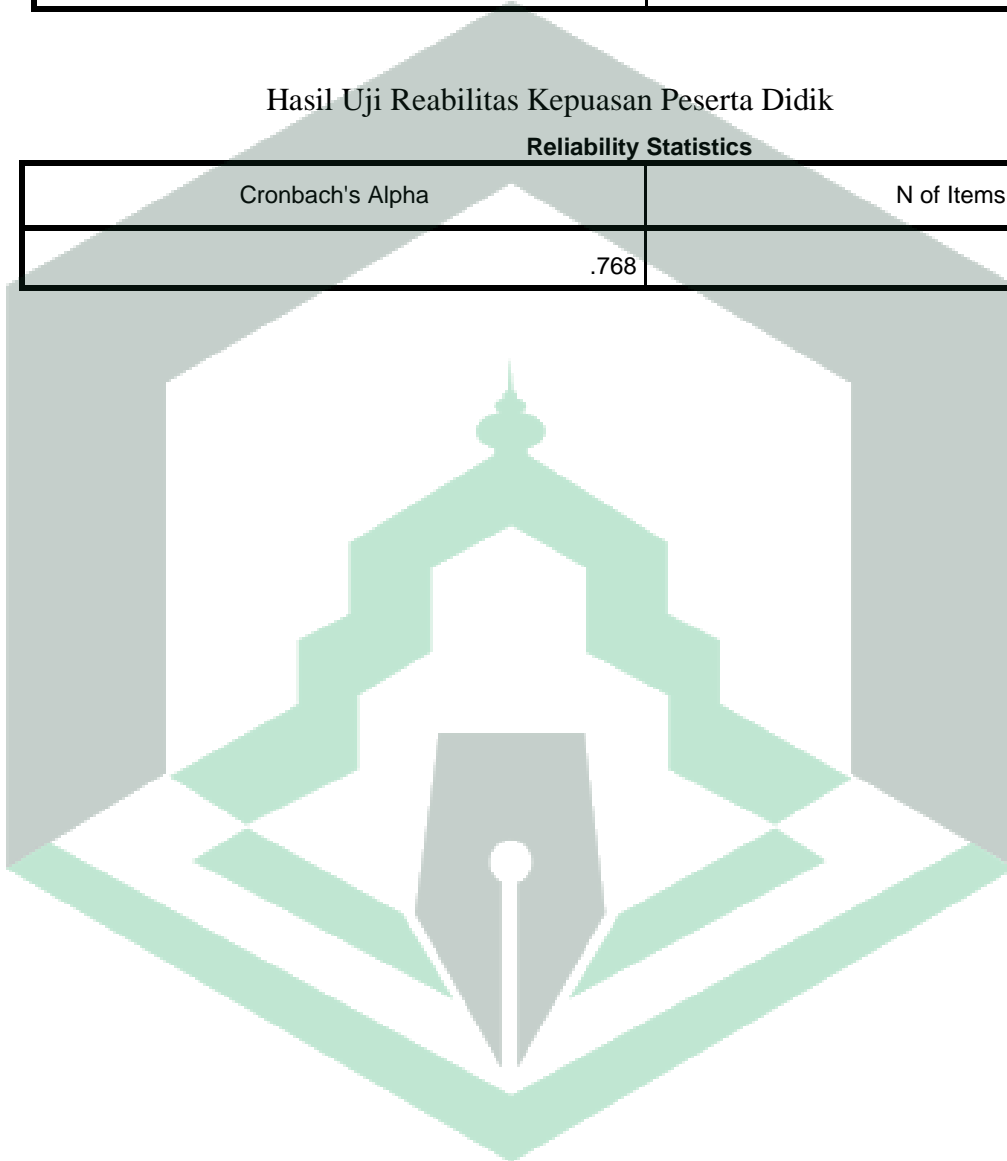 Hasil Uji Reabilitas Kepuasan Peserta Didik
Reliability Statistics
Cronbach's Alpha N of Items
.768